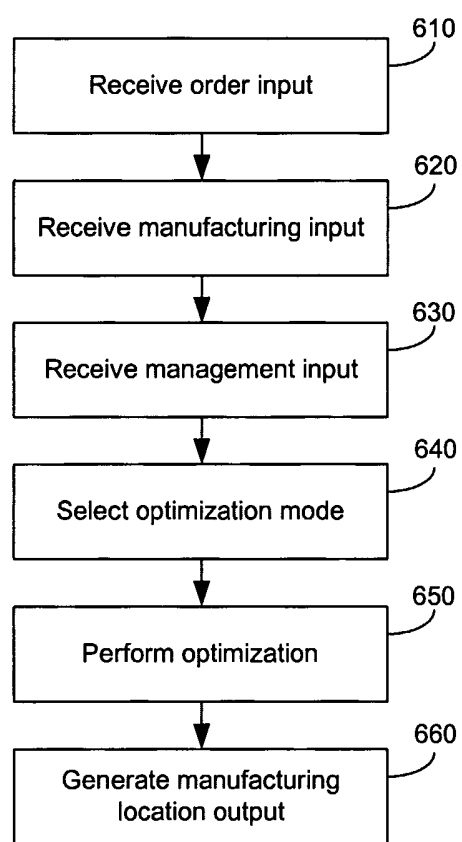 610
Receive order input
620
Receive manufacturing input
630
Receive management input
640
Select optimization mode
650
Perform optimization
660
Generate manufacturing
location output